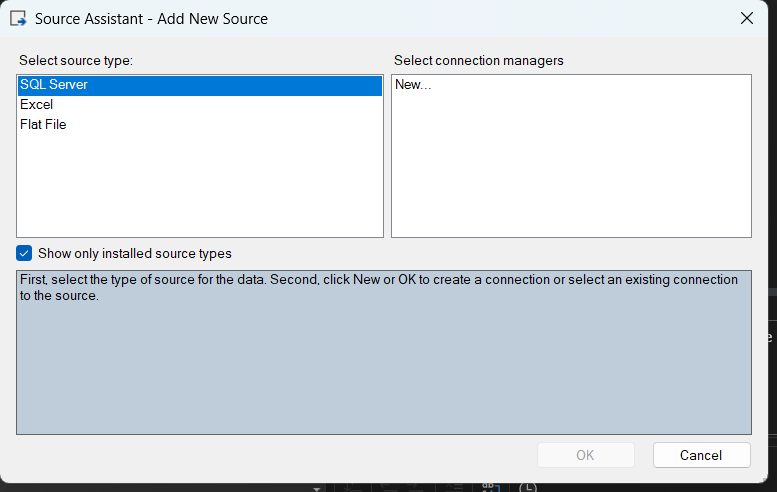 Source Assistant - Add New Source
Select source type:
Select connection managers
SQL Server
New...
Excel
Flat File
Show only installed source types
First, select the type of source for the data. Second, click New or OK to create a connection or select an existing connection
to the source.
OK
Cancel